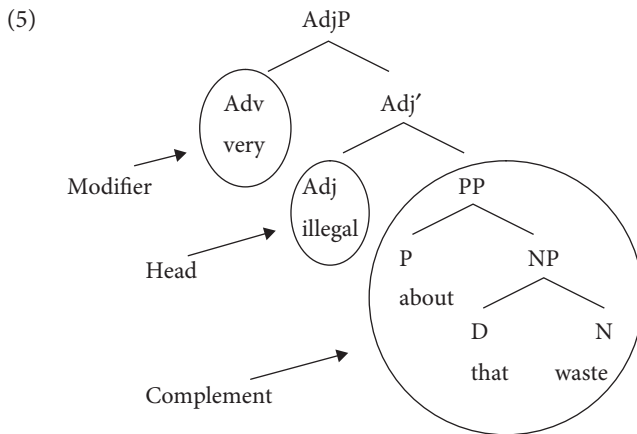 (5) AdjP
Adv Adj′
very
Modifier Adj PP
illegal
Head P NP
about
D N
Complement that waste